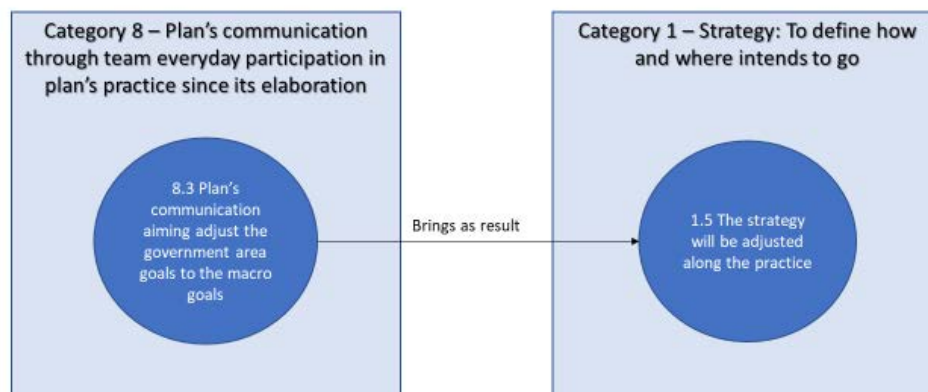 Category 8 – Plan's communication
through team everyday participation in
plan's practice since its elaboration
8.3 Plan's
communication
aiming adjust the
government area
goals to the macro
goals
Brings as result
Category 1 – Strategy: To define how
and where intends to go
1.5 The strategy
will be adjusted
along the practice